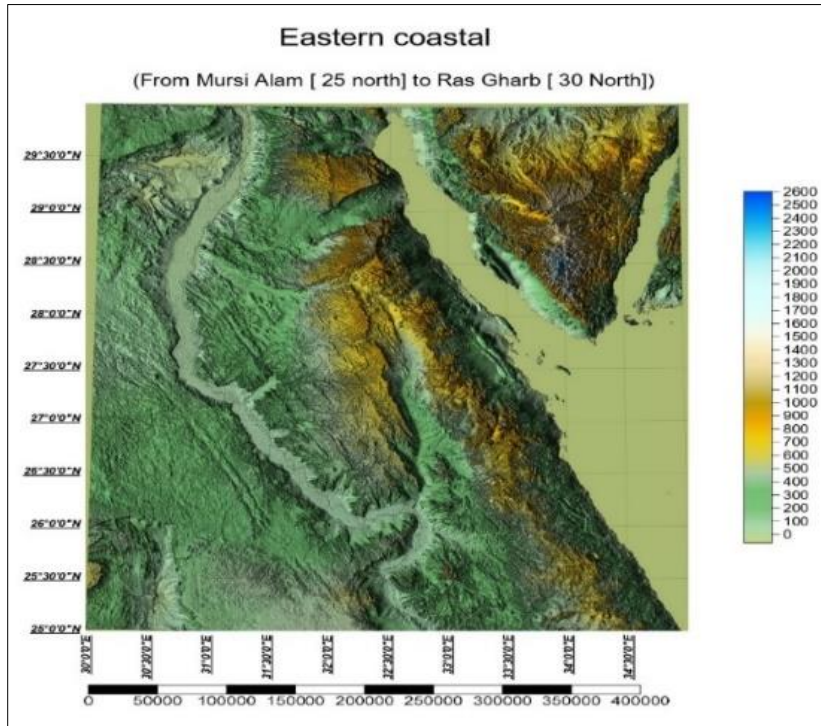 Eastern coastal
(From Mursi Alam [ 25 north] to Ras Gharb [ 30 North])
29°30'0"N
29°0'0"N
28°30'0"N
28°0'0"N
27°30'0"N
27°0'0"N
26°30'0"N
26°0'0"N
25°30'0"N
25°0'0"N
30°0'0"E
30°30'0"E
31°0'0"E
31°30'0"E
32°0'0"E
32°30'0"E
33°0'0"E
33°30'0"E
34°0'0"E
34°30'0"E
0 50000 100000 150000 200000 250000 300000 350000 400000
2600
2500
2400
2300
2200
2100
2000
1900
1800
1700
1600
1500
1400
1300
1200
1100
1000
900
800
700
600
500
400
300
200
100
0